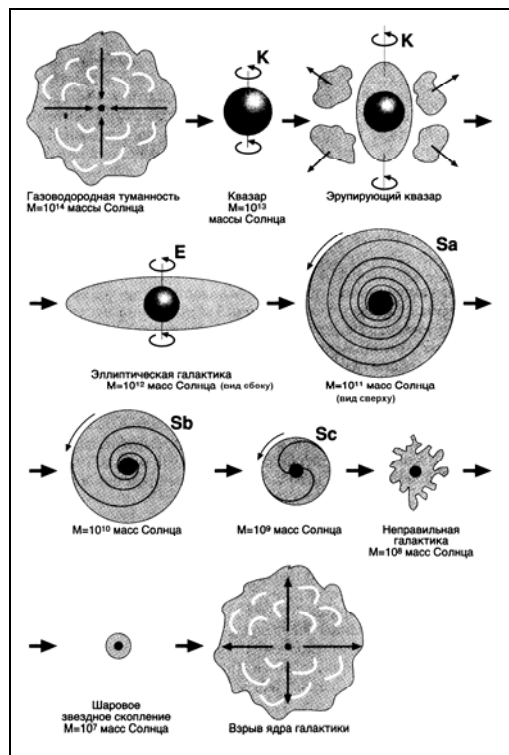 K
K
Газоводородная туманность
М=10¹⁴ массы Солнца
Квазар
М=10¹³
массы Солнца
Эрупирующий квазар
E
Sa
Эллиптическая галактика
М=10¹² масс Солнца (вид сбоку)
М=10¹¹ масс Солнца
(вид сверху)
Sb
Sc
М=10¹⁰ масс Солнца
М=10⁹ масс Солнца
Неправильная
галактика
М=10⁸ масс Солнца
Шаровое
звездное скопление
М=10⁷ масс Солнца
Взрыв ядра галактики